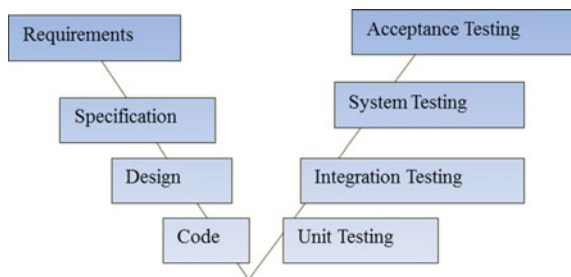 Requirements
Acceptance Testing
Specification
System Testing
Design
Integration Testing
Code
Unit Testing